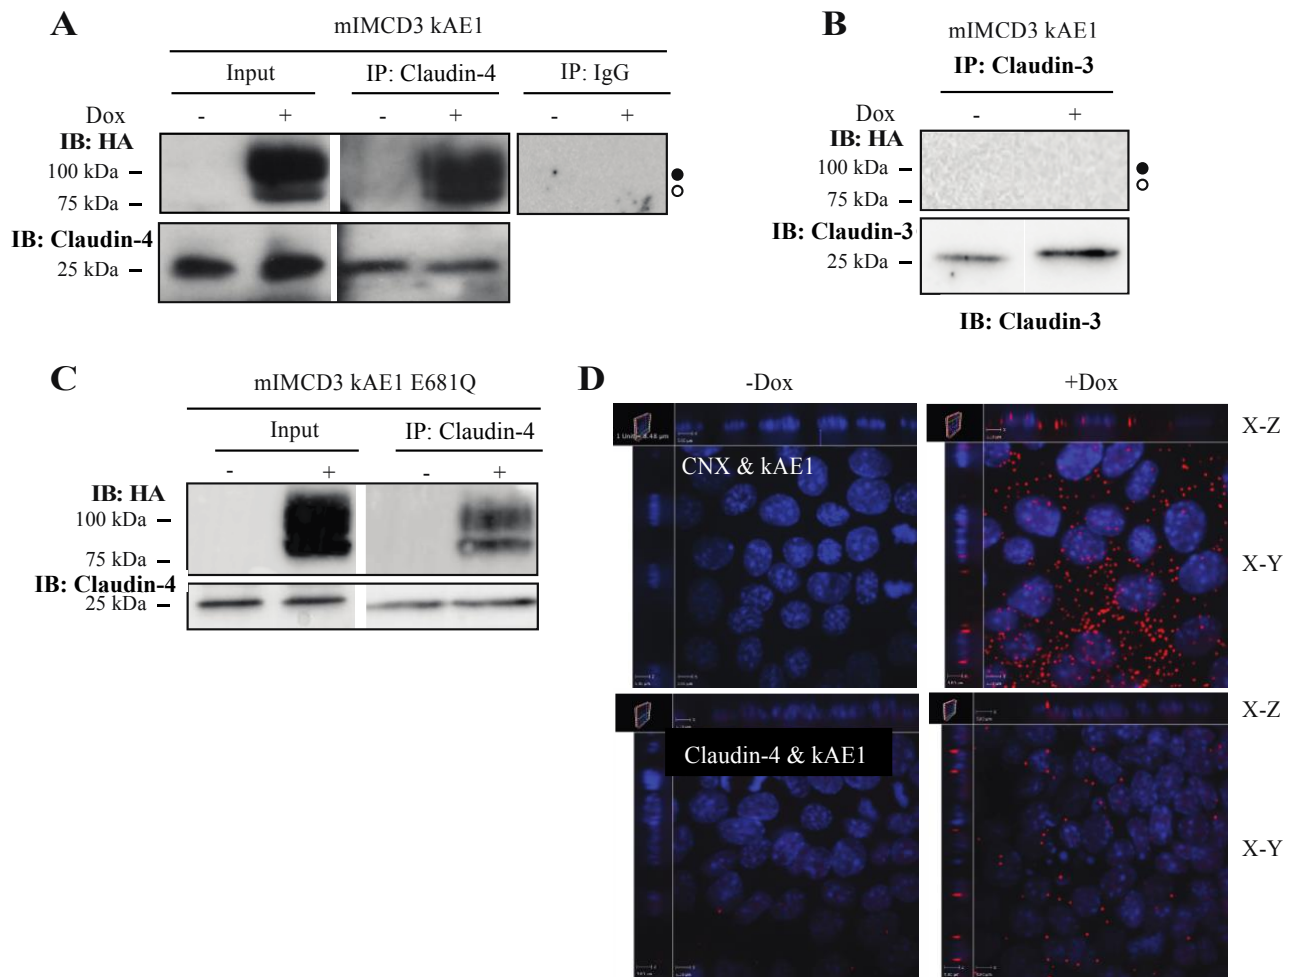 A
mIMCD3 kAE1
Input IP: Claudin-4 IP: IgG
Dox - + - + - +
IB: HA
100 kDa
75 kDa
IB: Claudin-4
25 kDa
B
mIMCD3 kAE1
IP: Claudin-3
Dox - +
IB: HA
100 kDa
75 kDa
IB: Claudin-3
25 kDa
IB: Claudin-3
C
mIMCD3 kAE1 E681Q
Input IP: Claudin-4
- + - +
IB: HA
100 kDa
75 kDa
IB: Claudin-4
25 kDa
D
-Dox +Dox
X-Z
CNX & kAE1
X-Y
X-Z
Claudin-4 & kAE1
X-Y